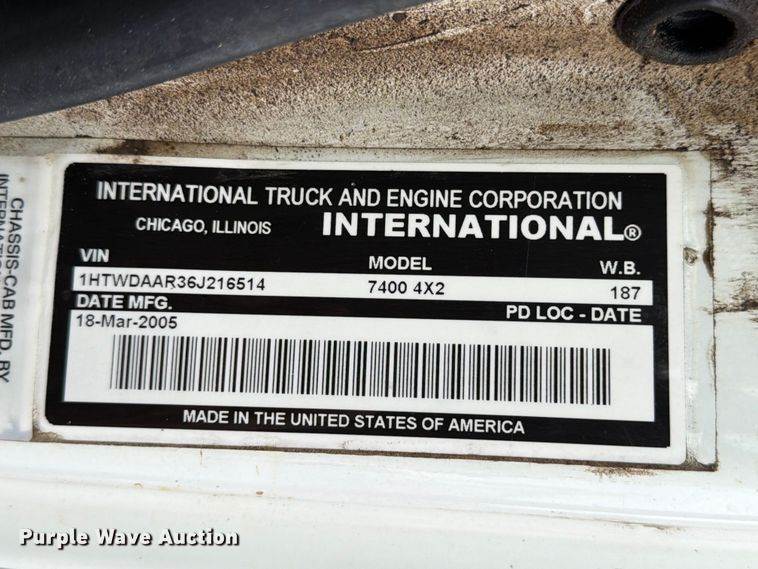 INTERNATIONAL TRUCK AND ENGINE CORPORATION
CHICAGO, ILLINOIS INTERNATIONAL®
VIN MODEL W.B.
1HTWDAAR36J216514 7400 4X2 187
DATE MFG. PD LOC - DATE
18-Mar-2005
MADE IN THE UNITED STATES OF AMERICA
CHASSIS-CAB MFD. BY
Purple Wave Auction